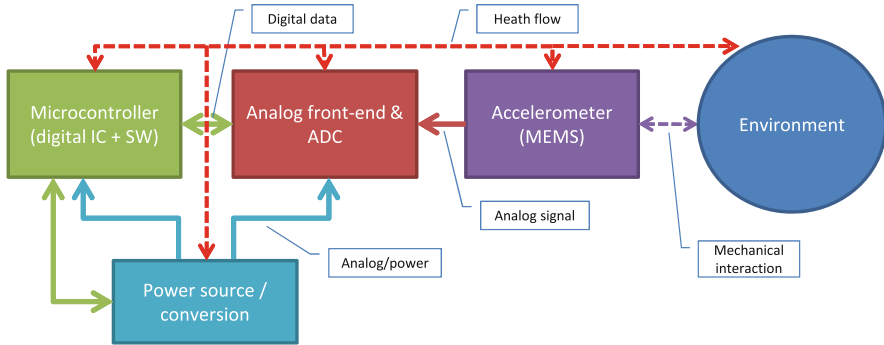 Digital data
Heath flow
Microcontroller
(digital IC + SW)
Analog front-end &
ADC
Accelerometer
(MEMS)
Environment
Analog signal
Analog/power
Mechanical
interaction
Power source /
conversion